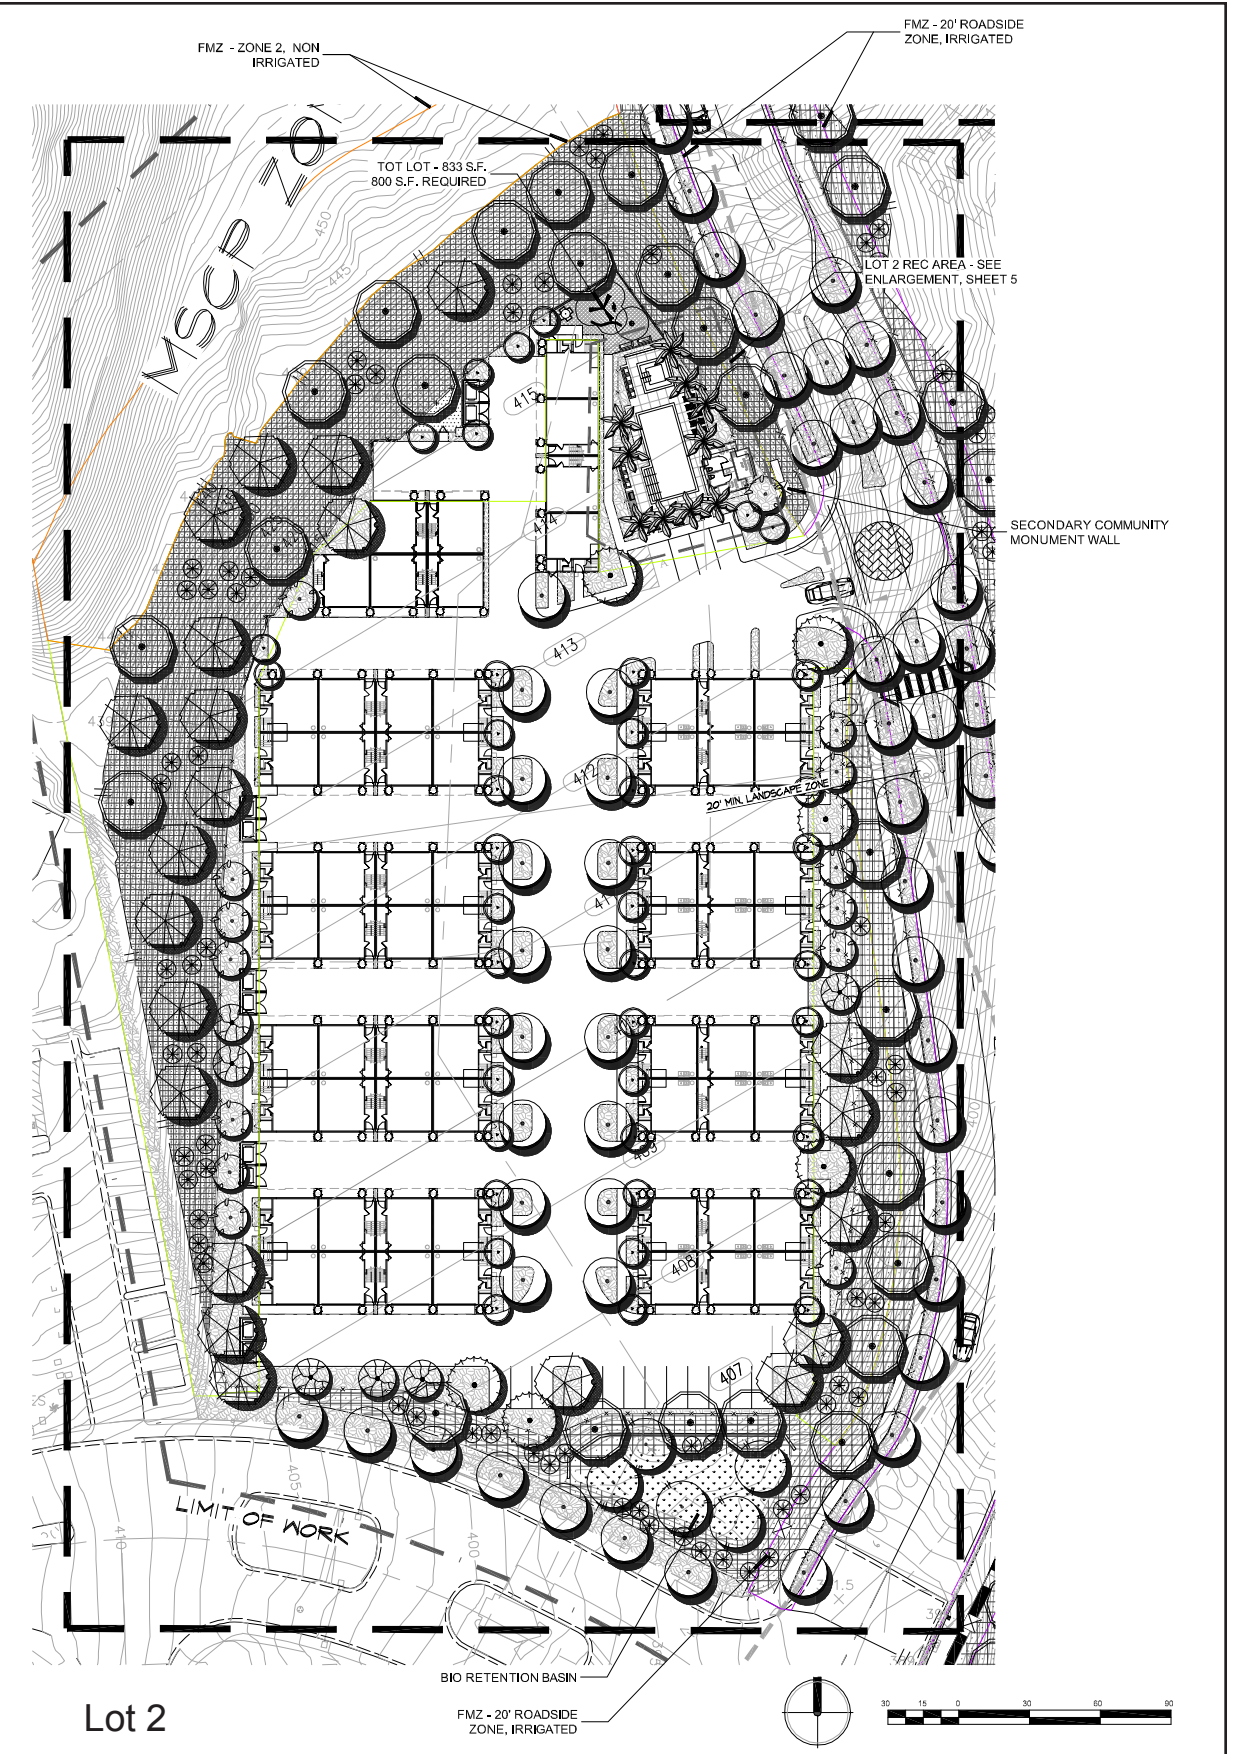 FMZ - ZONE 2, NON
IRRIGATED
FMZ - 20' ROADSIDE
ZONE, IRRIGATED
TOT LOT - 833 S.F.
800 S.F. REQUIRED
MSCP
450
445
LOT 2 REC AREA - SEE
ENLARGEMENT, SHEET 5
415
414
SECONDARY COMMUNITY
MONUMENT WALL
413
412
20' MIN. LANDSCAPE ZONE
409
400
408
407
LIMIT OF WORK
405
410
400
BIO RETENTION BASIN
FMZ - 20' ROADSIDE
ZONE, IRRIGATED
Lot 2
30 15 0 30 60 90